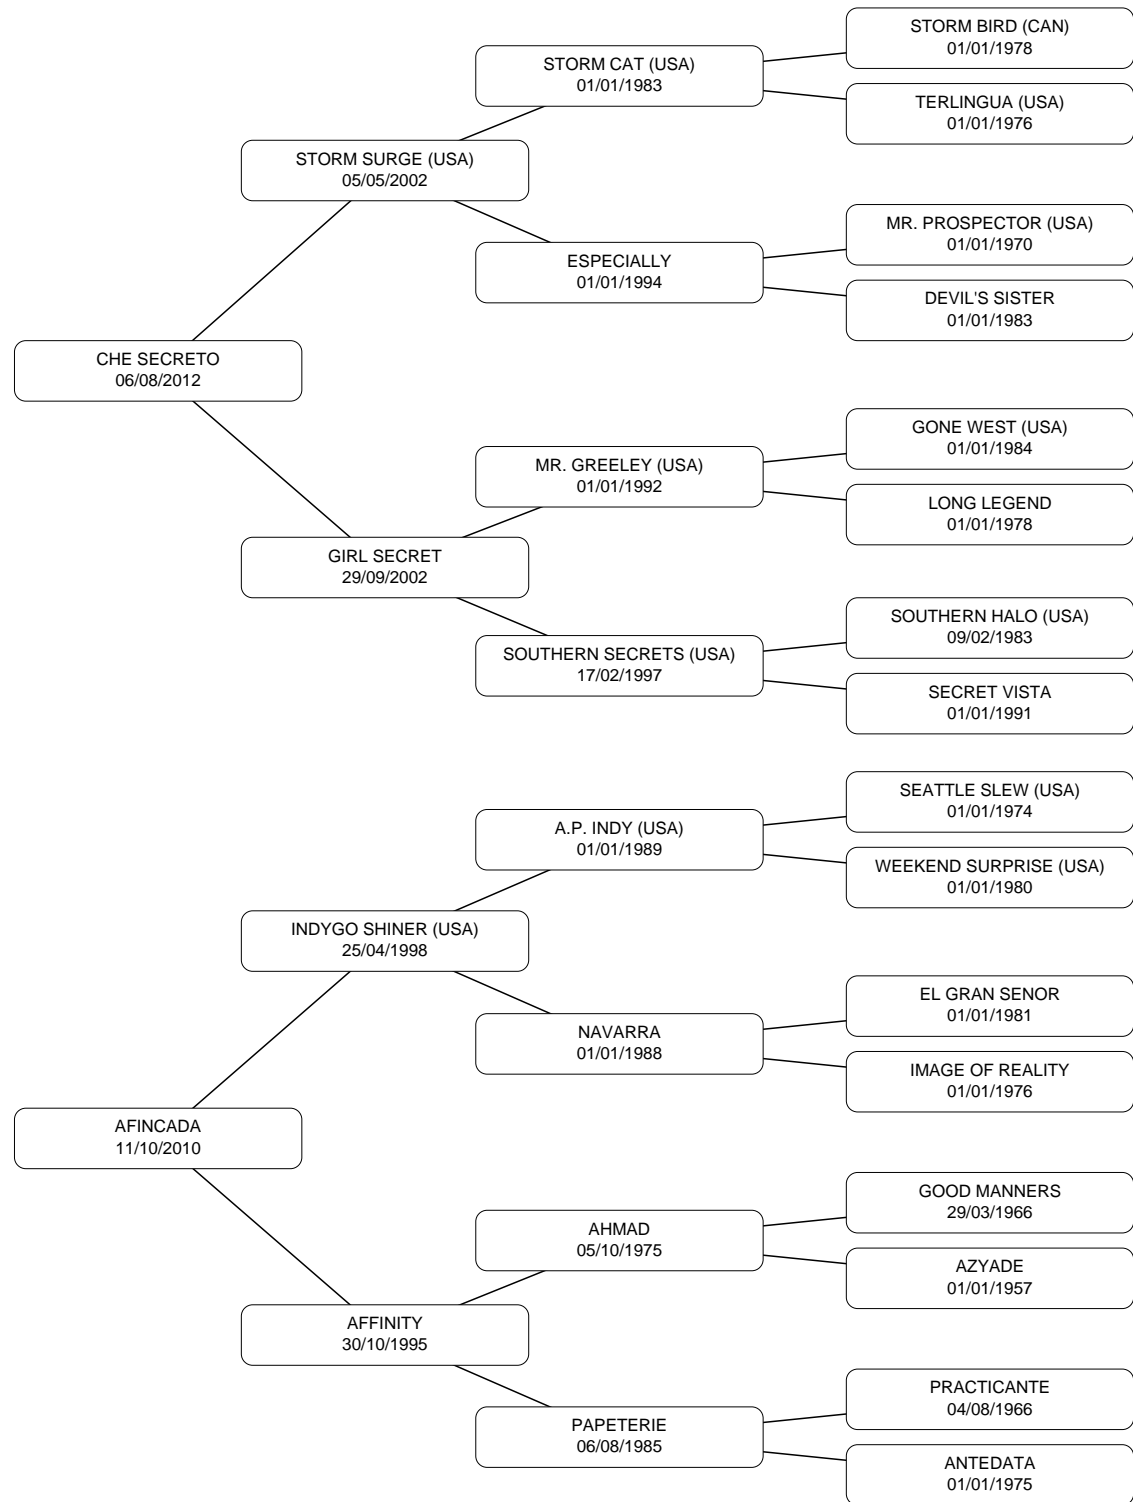 STORM BIRD (CAN)
01/01/1978
STORM CAT (USA)
01/01/1983
TERLINGUA (USA)
01/01/1976
STORM SURGE (USA)
05/05/2002
MR. PROSPECTOR (USA)
01/01/1970
ESPECIALLY
01/01/1994
DEVIL'S SISTER
01/01/1983
CHE SECRETO
06/08/2012
GONE WEST (USA)
01/01/1984
MR. GREELEY (USA)
01/01/1992
LONG LEGEND
01/01/1978
GIRL SECRET
29/09/2002
SOUTHERN HALO (USA)
09/02/1983
SOUTHERN SECRETS (USA)
17/02/1997
SECRET VISTA
01/01/1991
SEATTLE SLEW (USA)
01/01/1974
A.P. INDY (USA)
01/01/1989
WEEKEND SURPRISE (USA)
01/01/1980
INDYGO SHINER (USA)
25/04/1998
EL GRAN SENOR
01/01/1981
NAVARRA
01/01/1988
IMAGE OF REALITY
01/01/1976
AFINCADA
11/10/2010
GOOD MANNERS
29/03/1966
AHMAD
05/10/1975
AZYADE
01/01/1957
AFFINITY
30/10/1995
PRACTICANTE
04/08/1966
PAPETERIE
06/08/1985
ANTEDATA
01/01/1975